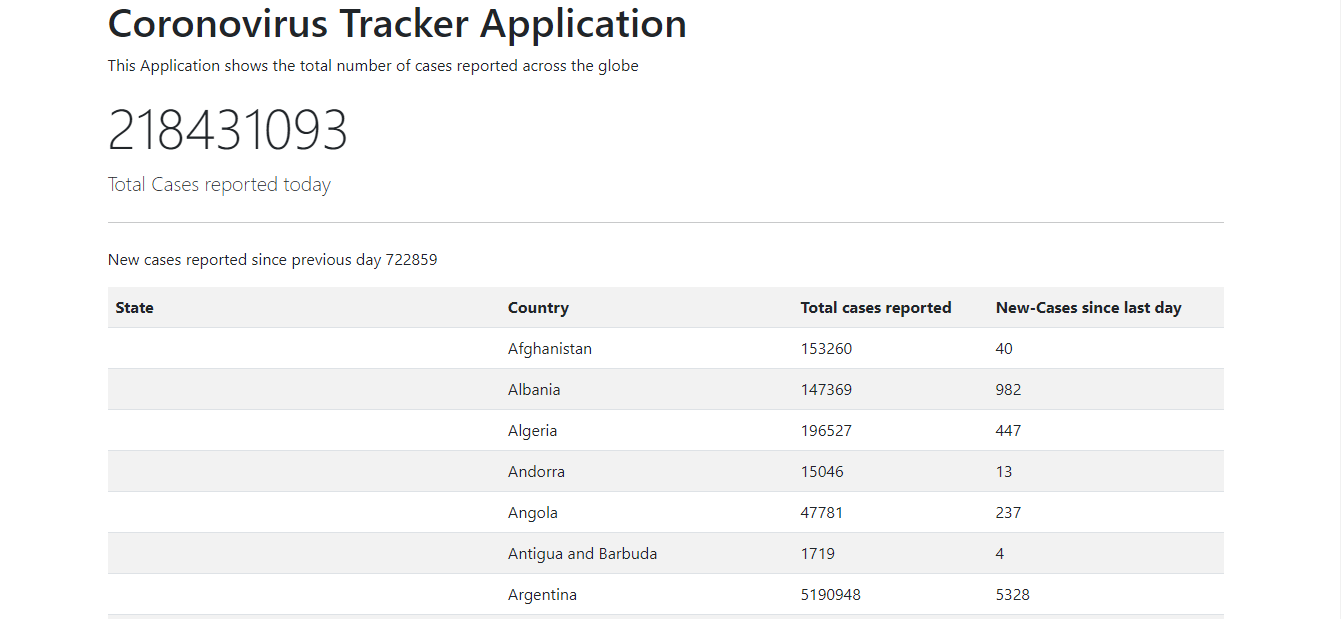 Coronovirus Tracker Application
This Application shows the total number of cases reported across the globe
218431093
Total Cases reported today
New cases reported since previous day 722859
State Country Total cases reported New-Cases since last day
Afghanistan 153260 40
Albania 147369 982
Algeria 196527 447
Andorra 15046 13
Angola 47781 237
Antigua and Barbuda 1719 4
Argentina 5190948 5328